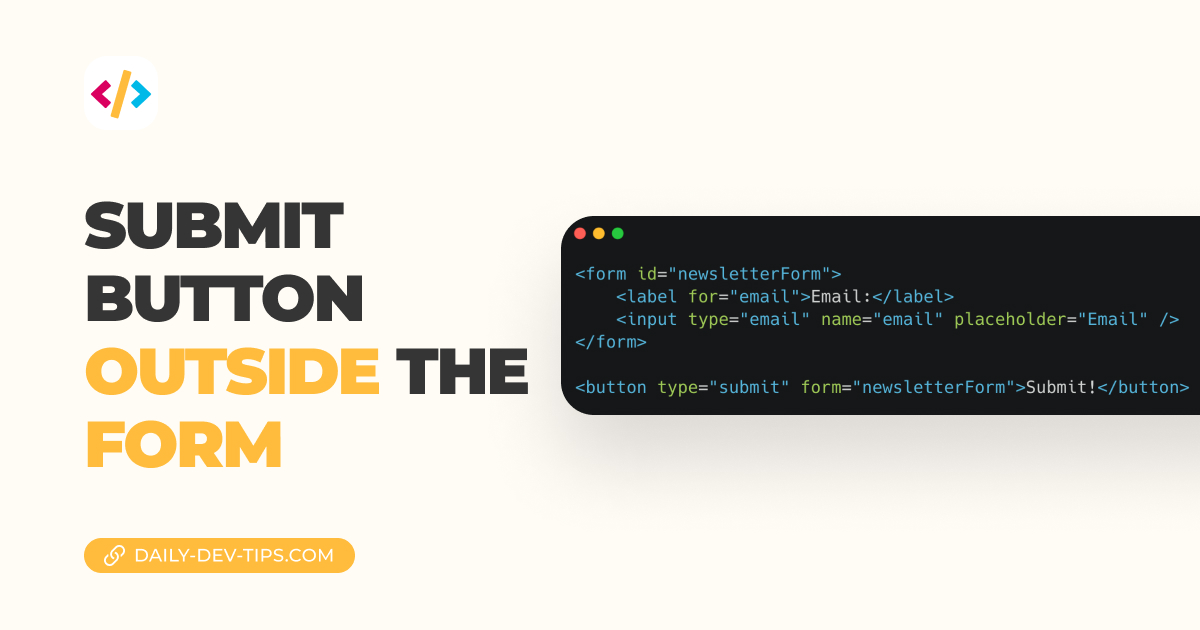 SUBMIT
BUTTON
OUTSIDE THE
FORM
DAILY-DEV-TIPS.COM
<form id="newsletterForm">
    <label for="email">Email:</label>
    <input type="email" name="email" placeholder="Email" />
</form>

<button type="submit" form="newsletterForm">Submit!</button>